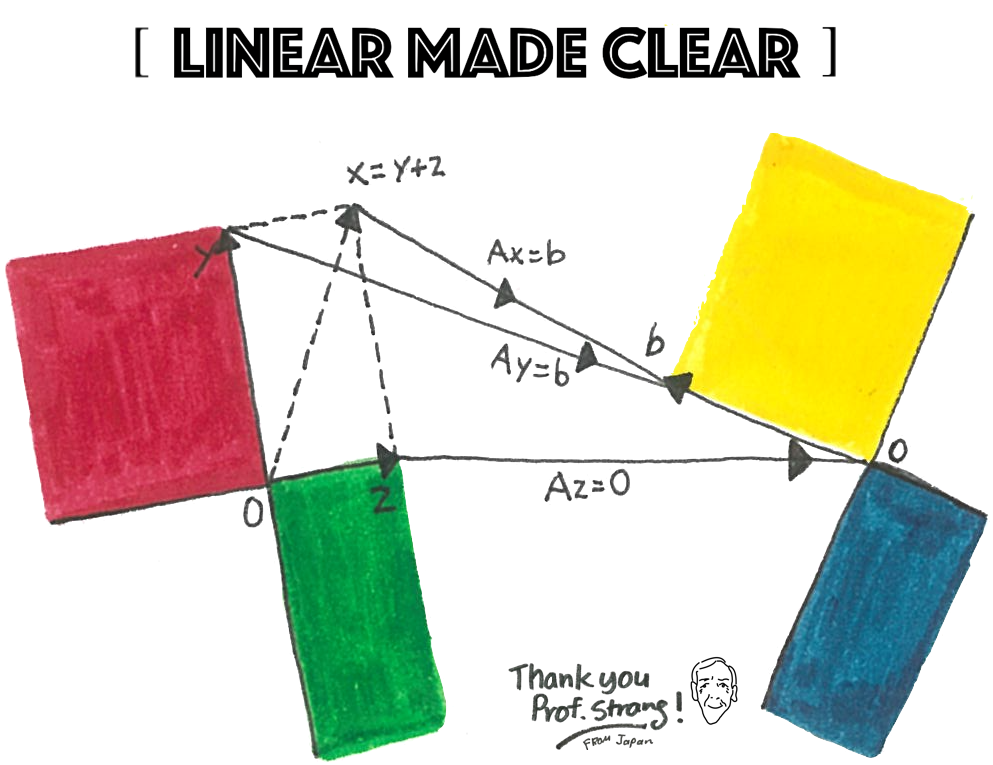 [ LINEAR MADE CLEAR ]
x=y+z
y
Ax=b
Ay=b
b
0
Az=0
0
z
Thank you
Prof. Strang!
FROM Japan